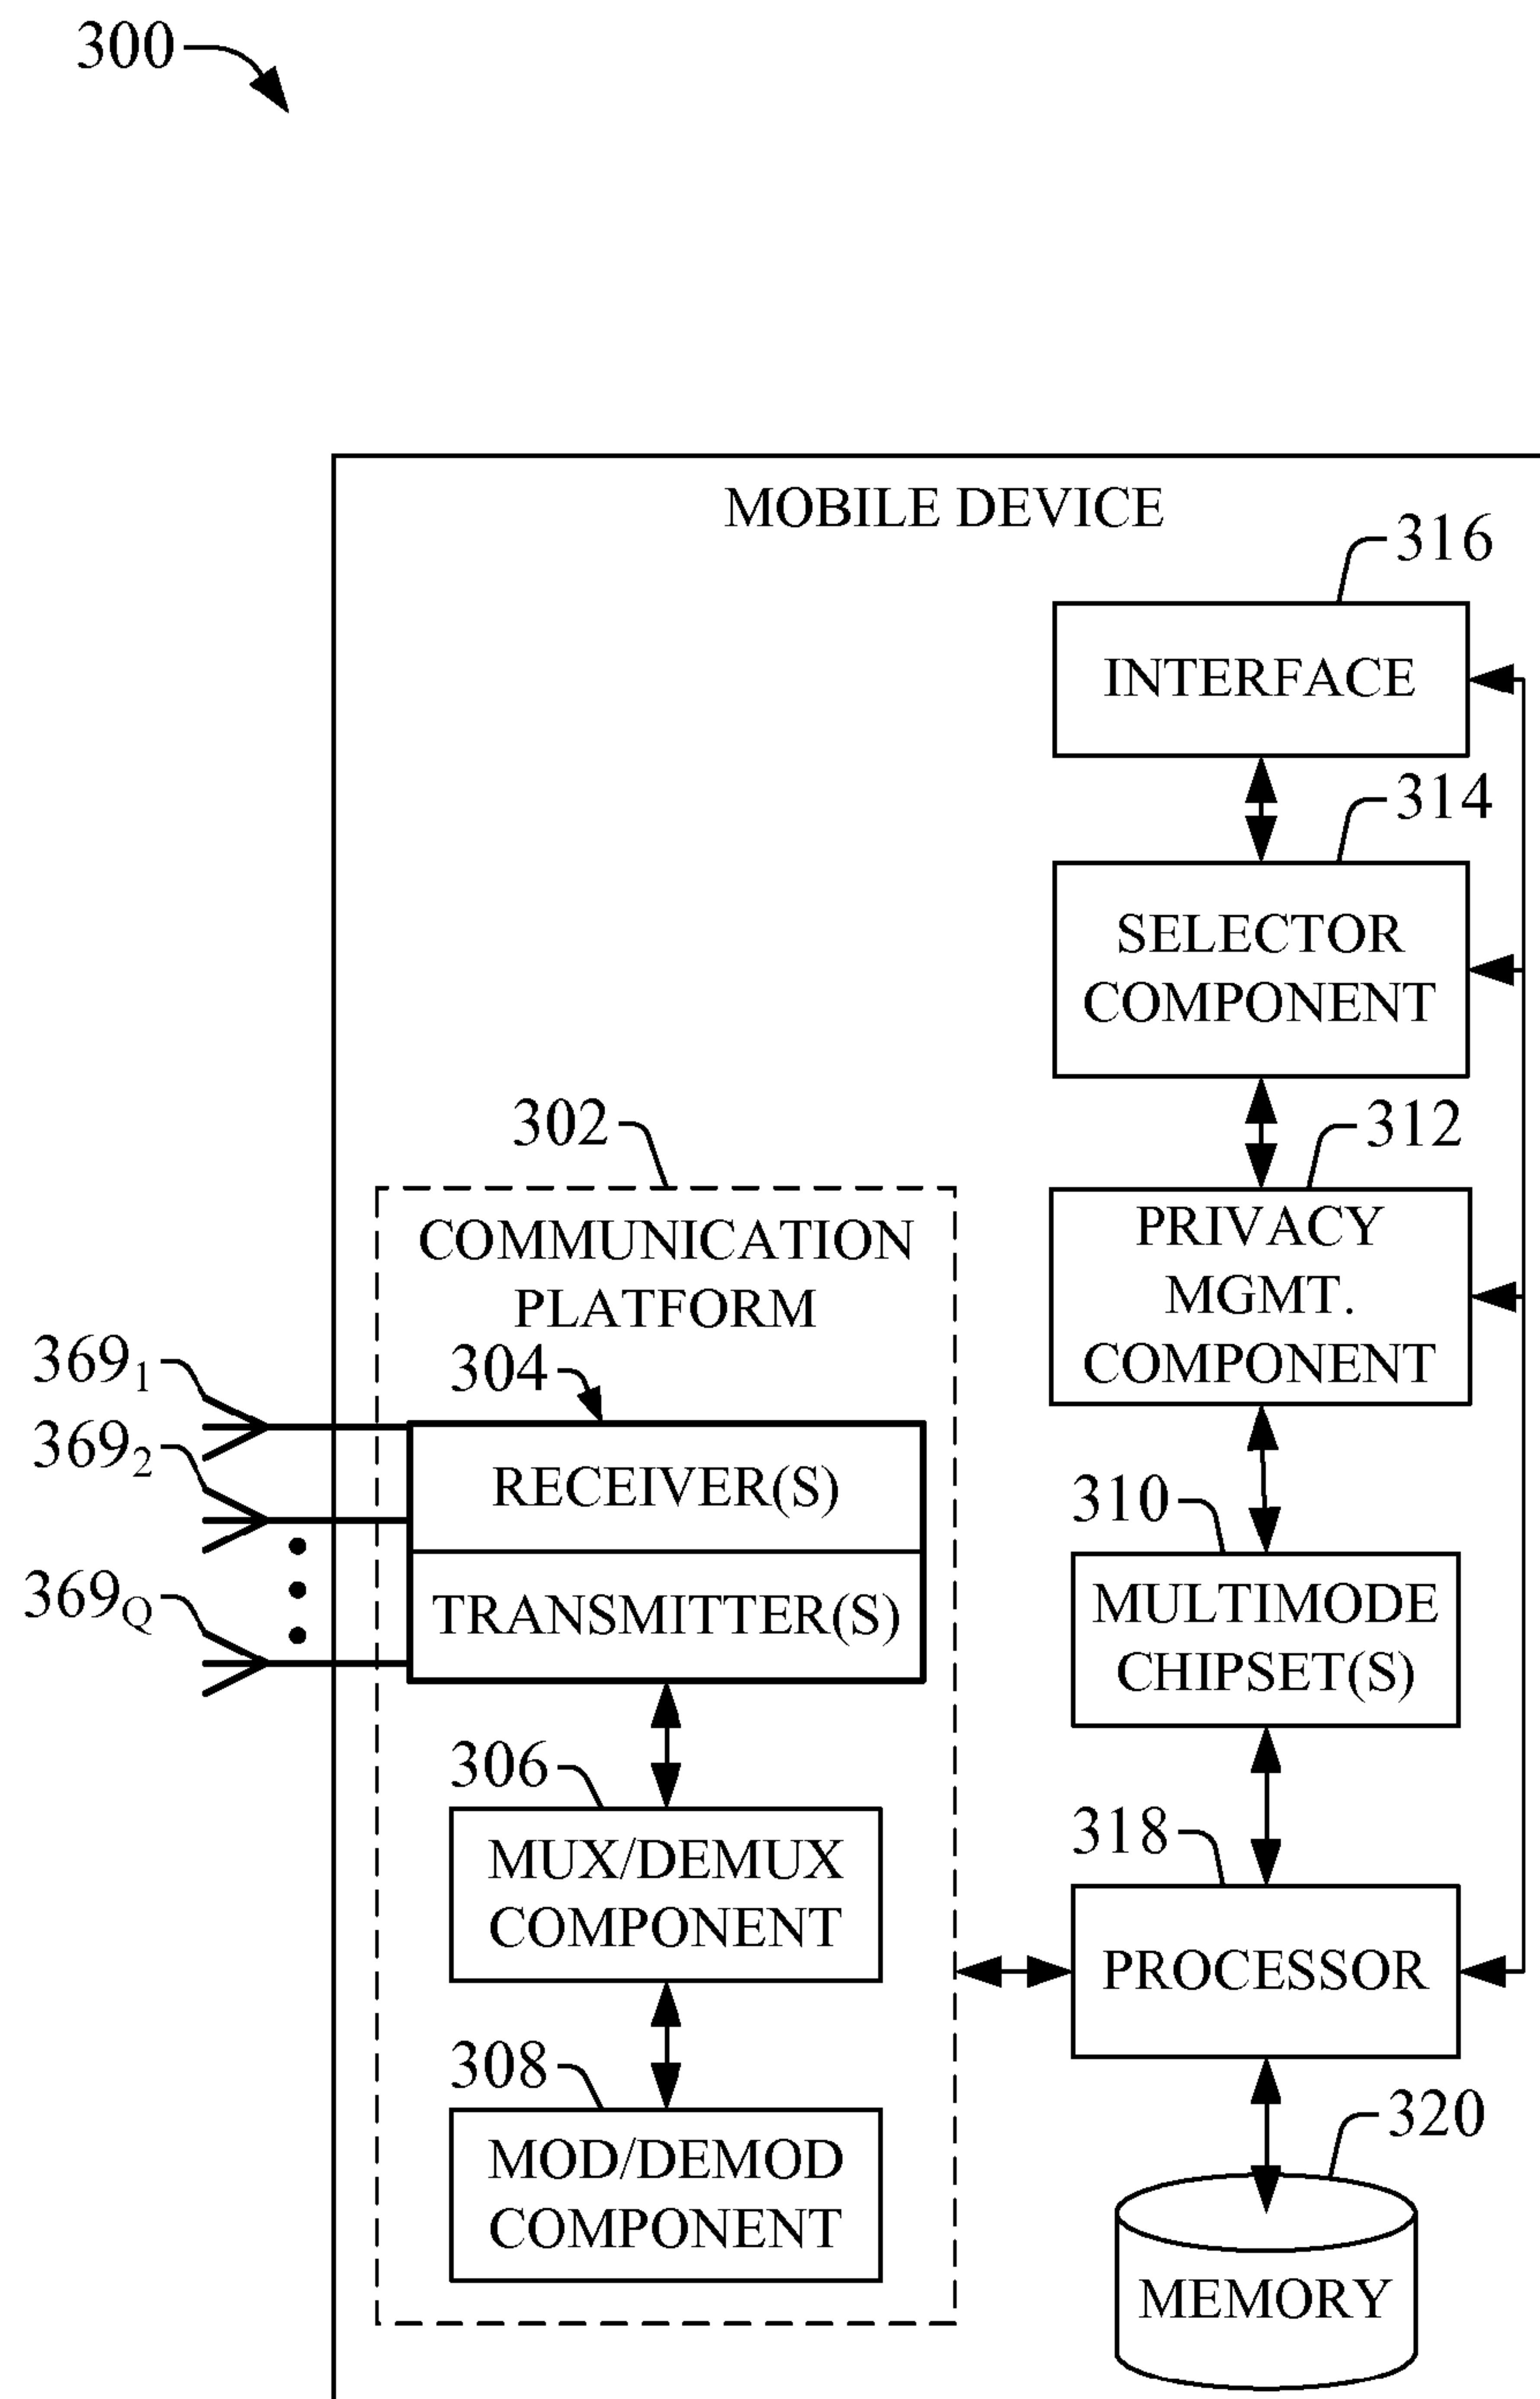 300
MOBILE DEVICE
316
INTERFACE
314
SELECTOR
COMPONENT
302
312
COMMUNICATION
PLATFORM
PRIVACY
MGMT.
COMPONENT
304
369₁
369₂
369Q
RECEIVER(S)
TRANSMITTER(S)
310
MULTIMODE
CHIPSET(S)
306
MUX/DEMUX
COMPONENT
318
PROCESSOR
308
MOD/DEMOD
COMPONENT
320
MEMORY